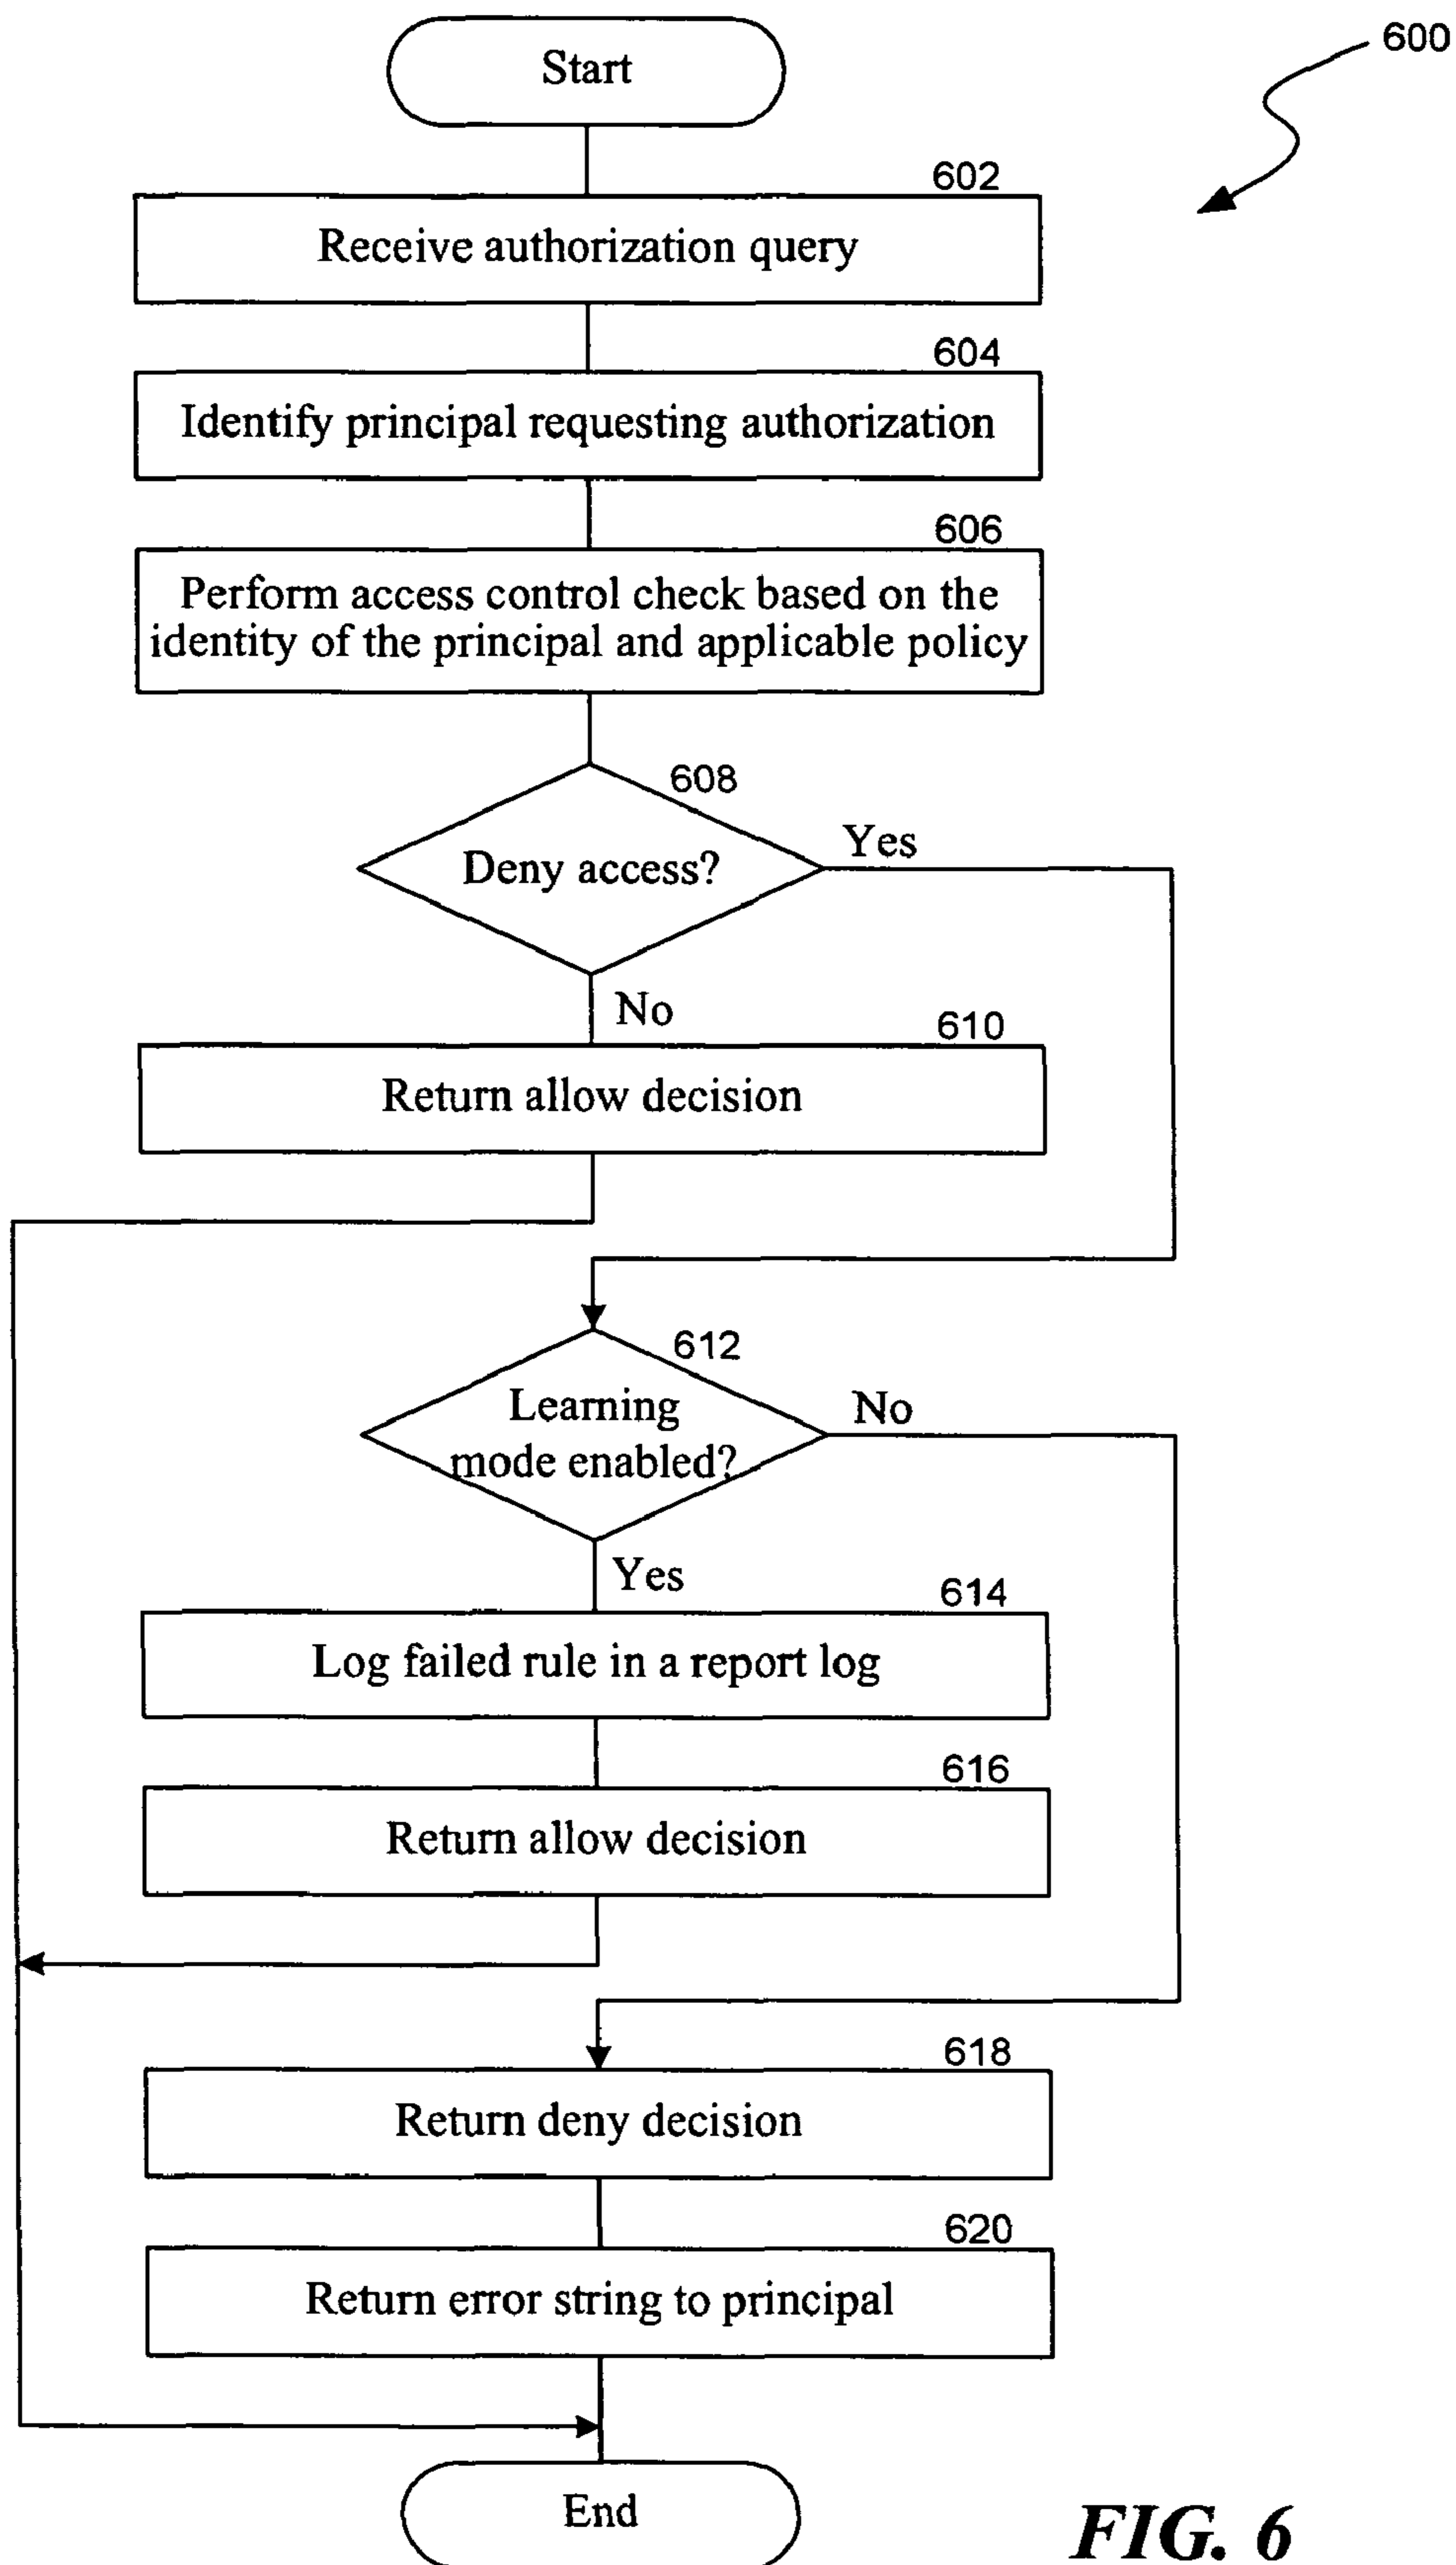 600
Start
602
Receive authorization query
604
Identify principal requesting authorization
606
Perform access control check based on the
identity of the principal and applicable policy
608
Deny access?
Yes
No
610
Return allow decision
612
Learning
mode enabled?
No
Yes
614
Log failed rule in a report log
616
Return allow decision
618
Return deny decision
620
Return error string to principal
End
FIG. 6